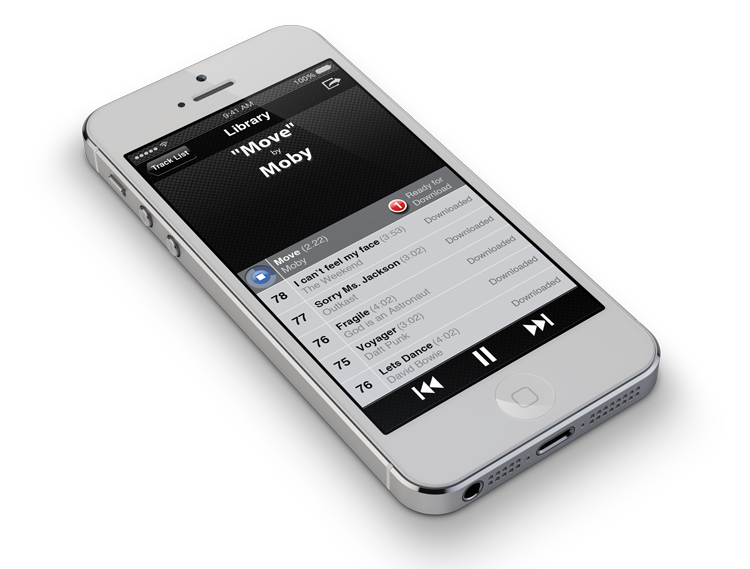 9:41 AM
100%
Track List
Library
"Move"
by
Moby
Move (2:22)
Moby
1
Ready for
Download
78
I can't feel my face (3:53)
The Weekend
Downloaded
77
Sorry Ms. Jackson (3:02)
Outkast
Downloaded
76
Fragile (4:02)
God is an Astronaut
Downloaded
75
Voyager (3:02)
Daft Punk
Downloaded
76
Lets Dance (4:02)
David Bowie
Downloaded